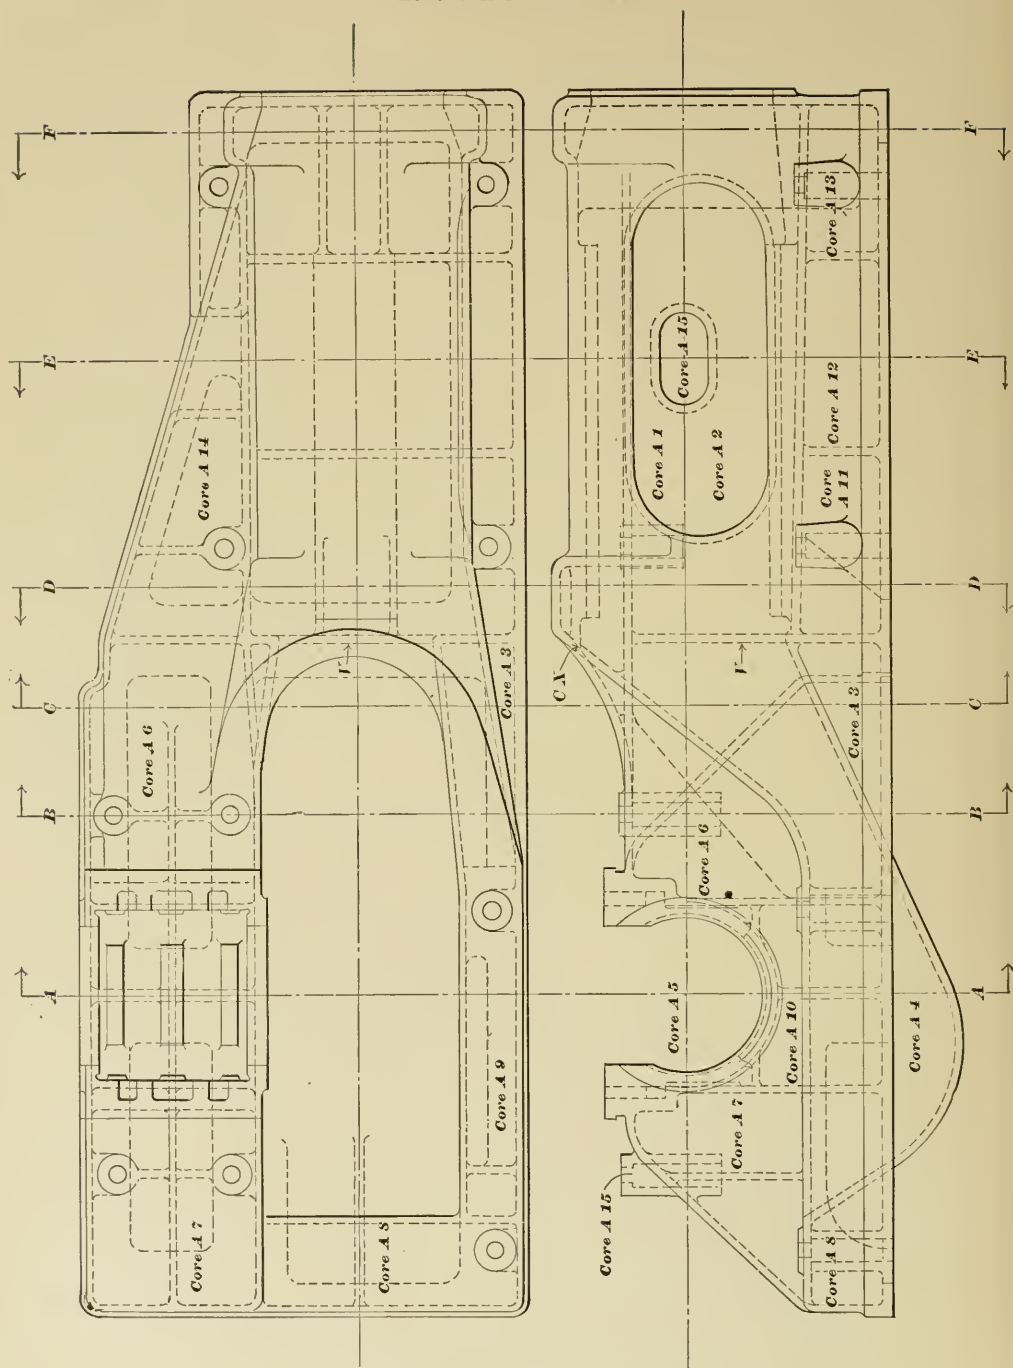 F
F
E
E
D
D
C
C
B
B
A
A
Core A 14
Core A 3
Core A 6
Core A 9
Core A 7
Core A 8
V
Core A 13
Core A 15
Core A 12
Core A 1
Core A 2
Core
A 11
F
E
D
C X
V
Core A 3
C
B
Core A 6
Core A 5
A
Core A 4
Core A 10
Core A 7
Core A 15
Core A 8